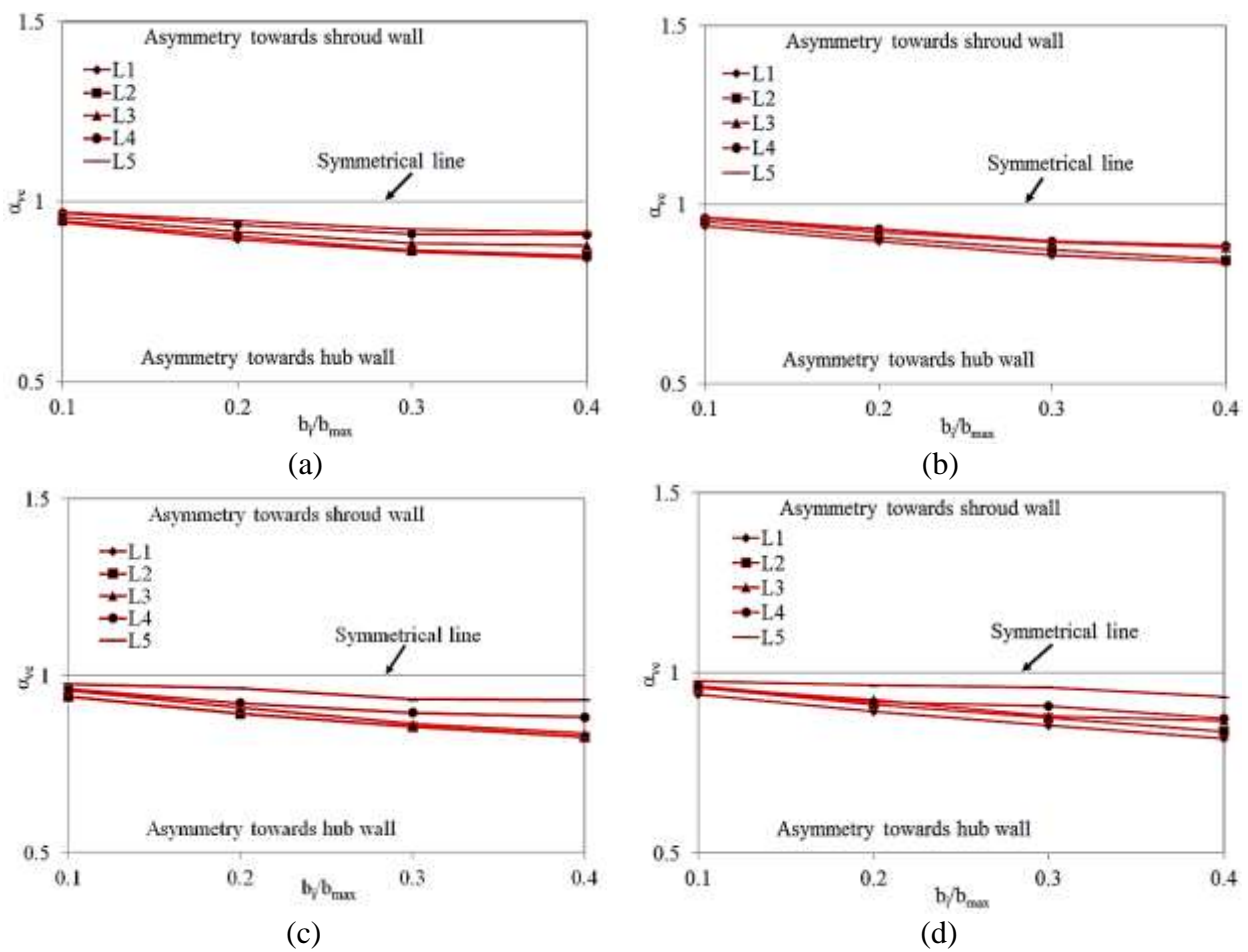 1.5
Asymmetry towards shroud wall
L1
L2
L3
L4
L5
Symmetrical line
1
α_vc
Asymmetry towards hub wall
0.5
0.1 0.2 0.3 0.4
b_i/b_max
(a)
1.5
Asymmetry towards shroud wall
L1
L2
L3
L4
L5
Symmetrical line
1
α_vc
Asymmetry towards hub wall
0.5
0.1 0.2 0.3 0.4
b_i/b_max
(b)
1.5
Asymmetry towards shroud wall
L1
L2
L3
L4
L5
Symmetrical line
1
α_vc
Asymmetry towards hub wall
0.5
0.1 0.2 0.3 0.4
b_i/b_max
(c)
1.5
Asymmetry towards shroud wall
L1
L2
L3
L4
L5
Symmetrical line
1
α_vc
Asymmetry towards hub wall
0.5
0.1 0.2 0.3 0.4
b_i/b_max
(d)